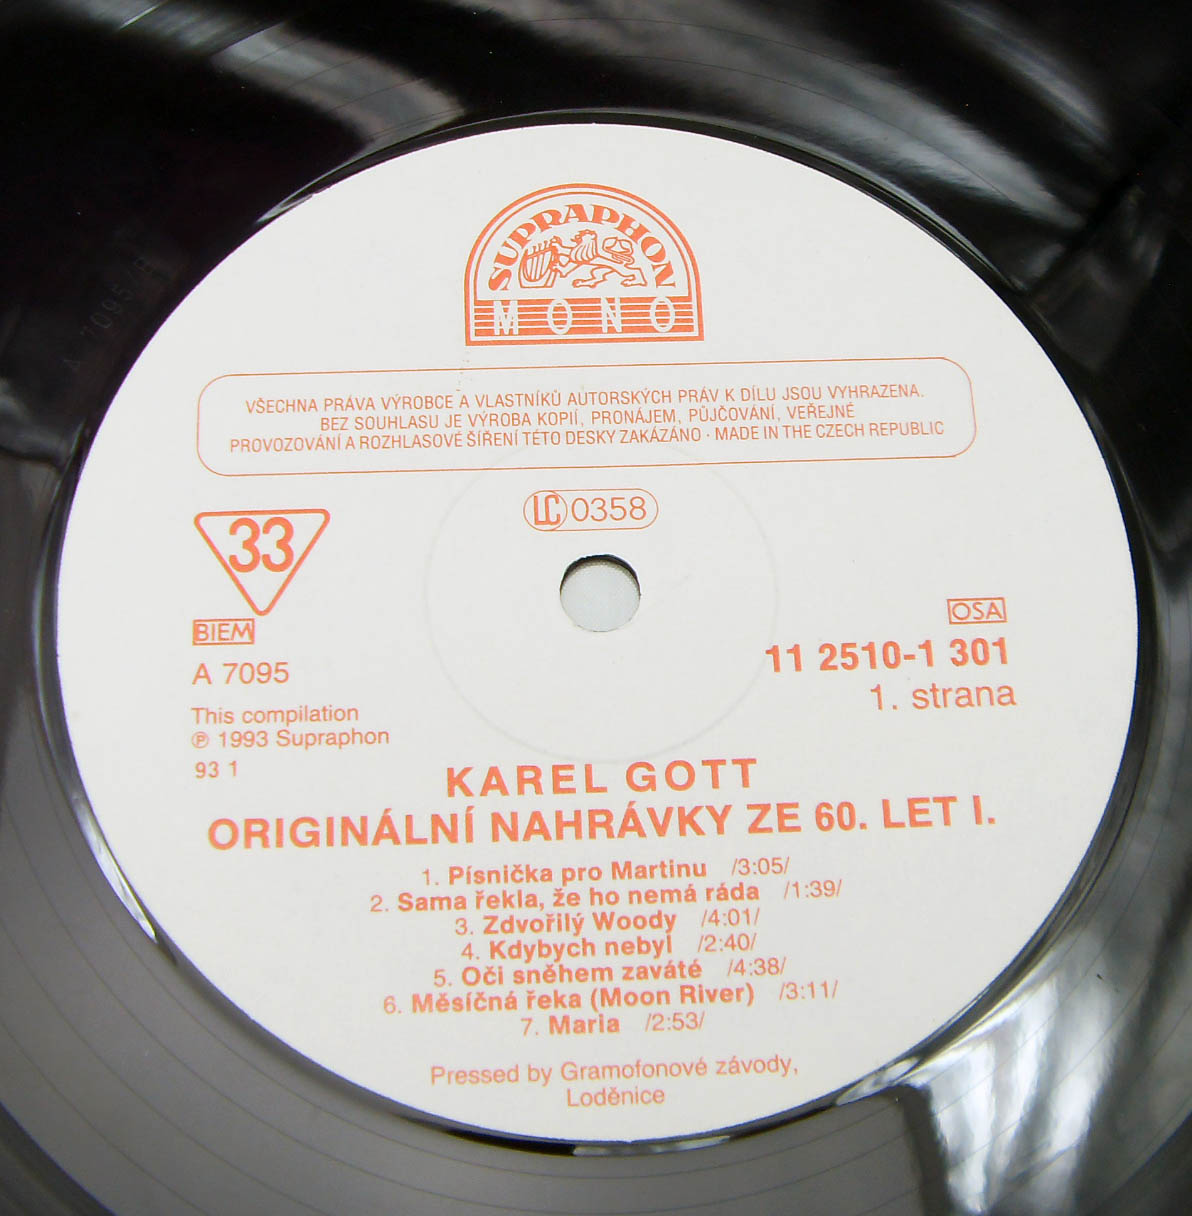 SUPRAPHON
MONO
VŠECHNA PRÁVA VÝROBCE A VLASTNÍKŮ AUTORSKÝCH PRÁV K DÍLU JSOU VYHRAZENA.
BEZ SOUHLASU JE VÝROBA KOPIÍ, PRONÁJEM, PŮJČOVÁNÍ, VEŘEJNÉ
PROVOZOVÁNÍ A ROZHLASOVÉ ŠÍŘENÍ TÉTO DESKY ZAKÁZÁNO · MADE IN THE CZECH REPUBLIC
LC 0358
33
BIEM
A 7095
This compilation
℗ 1993 Supraphon
93 1
OSA
11 2510-1 301
1. strana
KAREL GOTT
ORIGINÁLNÍ NAHRÁVKY ZE 60. LET I.
1. Písnička pro Martinu /3:05/
2. Sama řekla, že ho nemá ráda /1:39/
3. Zdvořilý Woody /4:01/
4. Kdybych nebyl /2:40/
5. Oči sněhem zaváté /4:38/
6. Měsíčná řeka (Moon River) /3:11/
7. Maria /2:53/
Pressed by Gramofonové závody,
Loděnice